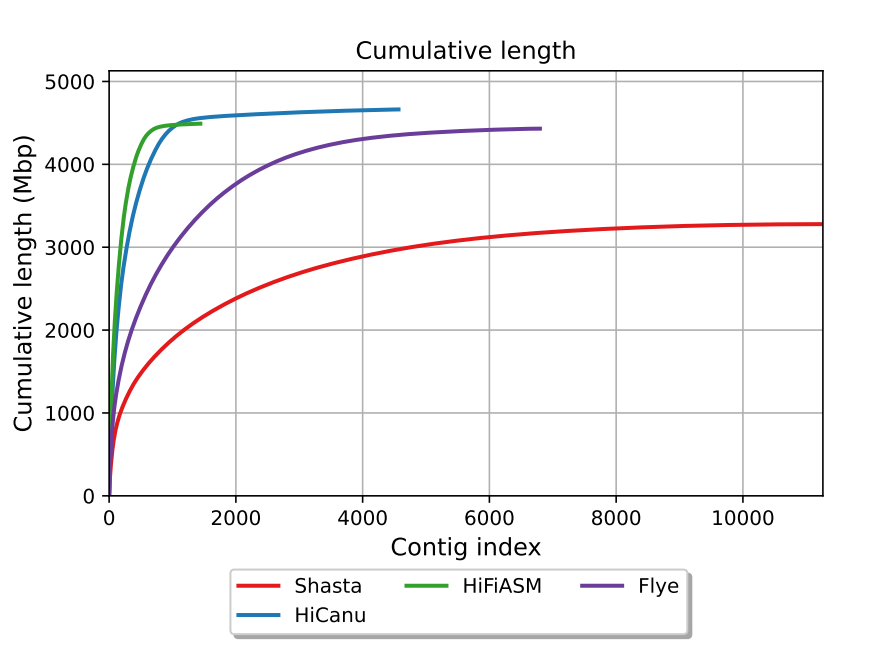 Cumulative length
5000
4000
3000
2000
1000
0
Cumulative length (Mbp)
0 2000 4000 6000 8000 10000
Contig index
Shasta HiFiASM Flye
HiCanu